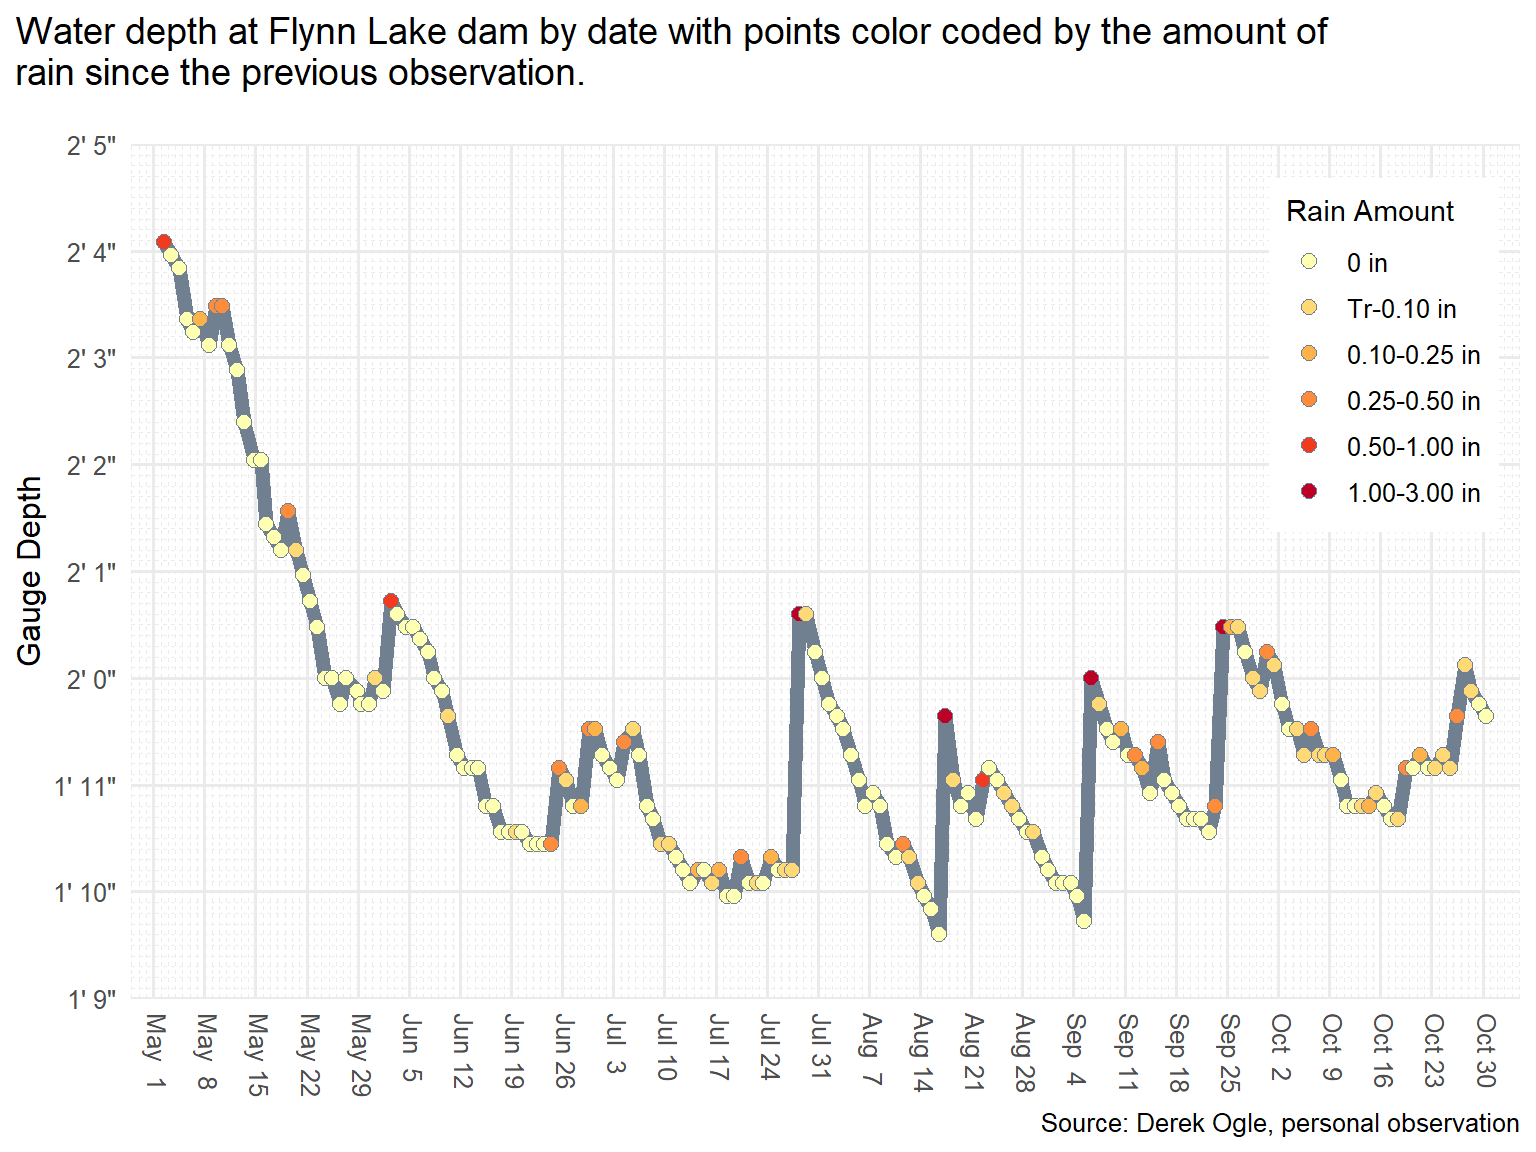 Water depth at Flynn Lake dam by date with points color coded by the amount of
rain since the previous observation.
2' 5"
2' 4"
2' 3"
2' 2"
2' 1"
2' 0"
1' 11"
1' 10"
1' 9"
Gauge Depth
Rain Amount
0 in
Tr-0.10 in
0.10-0.25 in
0.25-0.50 in
0.50-1.00 in
1.00-3.00 in
May 1
May 8
May 15
May 22
May 29
Jun 5
Jun 12
Jun 19
Jun 26
Jul 3
Jul 10
Jul 17
Jul 24
Jul 31
Aug 7
Aug 14
Aug 21
Aug 28
Sep 4
Sep 11
Sep 18
Sep 25
Oct 2
Oct 9
Oct 16
Oct 23
Oct 30
Source: Derek Ogle, personal observation